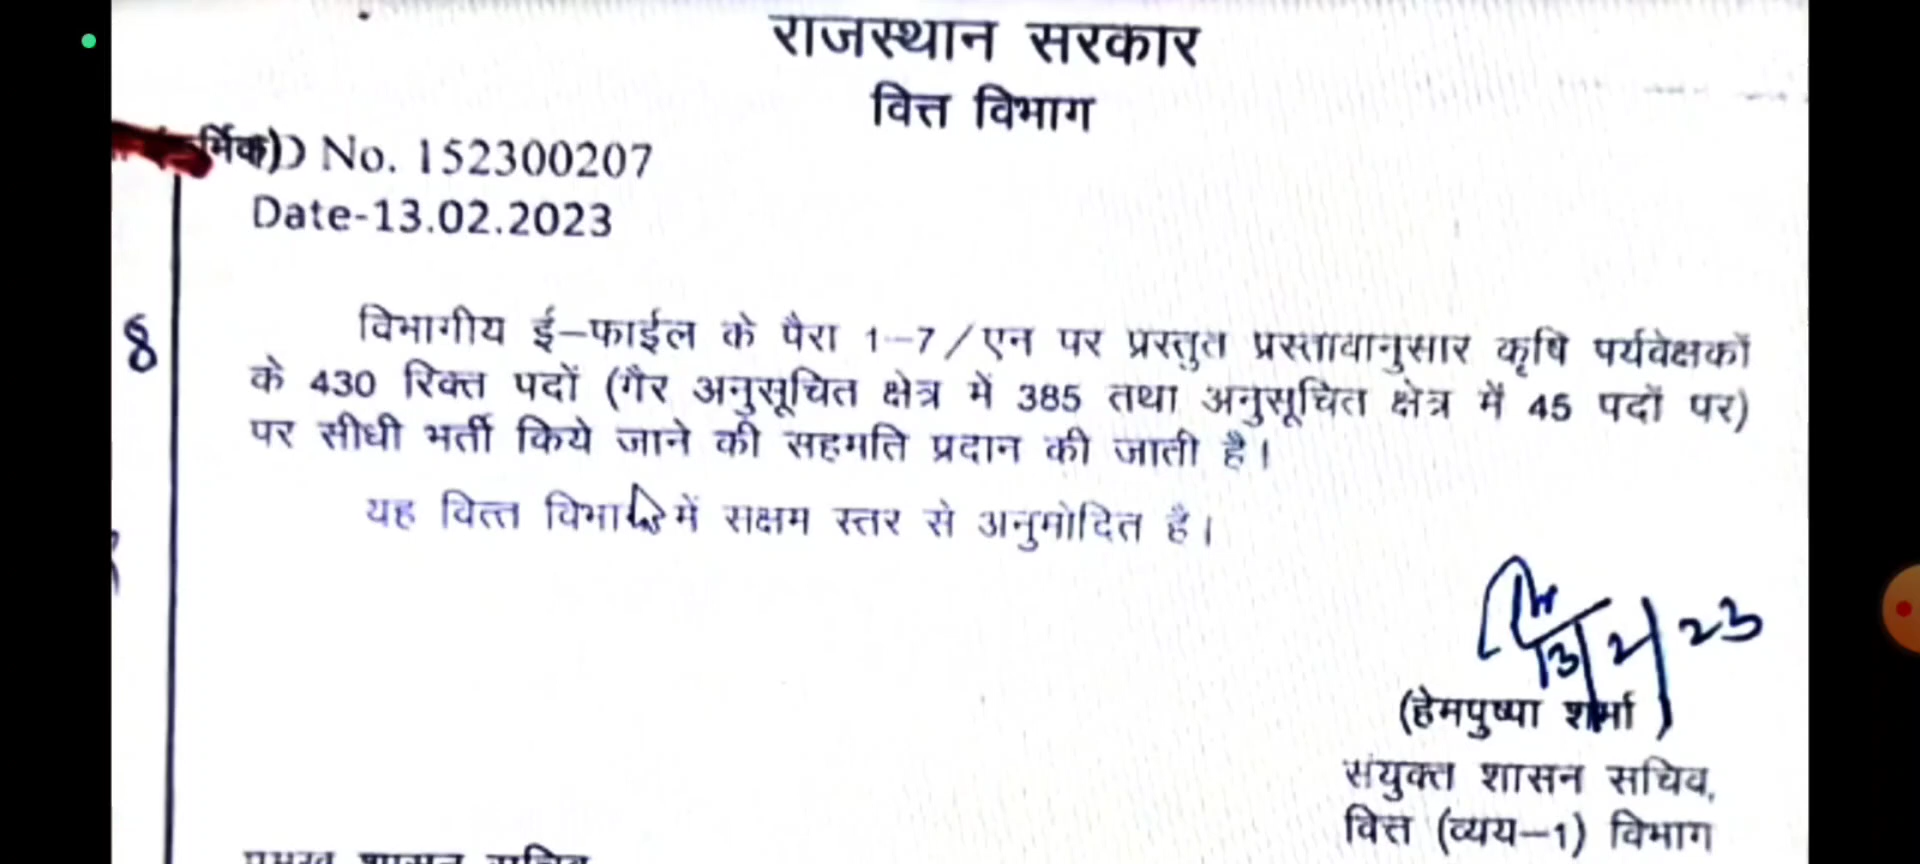 राजस्थान सरकार
वित्त विभाग
र्मिक)) No. 152300207
Date-13.02.2023
8
विभागीय ई–फाईल के पैरा 1–7/एन पर प्रस्तुत प्रस्तावानुसार कृषि पर्यवेक्षकों
के 430 रिक्त पदों (गैर अनुसूचित क्षेत्र में 385 तथा अनुसूचित क्षेत्र में 45 पदों पर)
पर सीधी भर्ती किये जाने की सहमति प्रदान की जाती है।
यह वित्त में सक्षम स्तर से अनुमोदित है।
13/2/23
(हेमपुष्पा शर्मा)
संयुक्त शासन सचिव,
वित्त (व्यय–1) विभाग